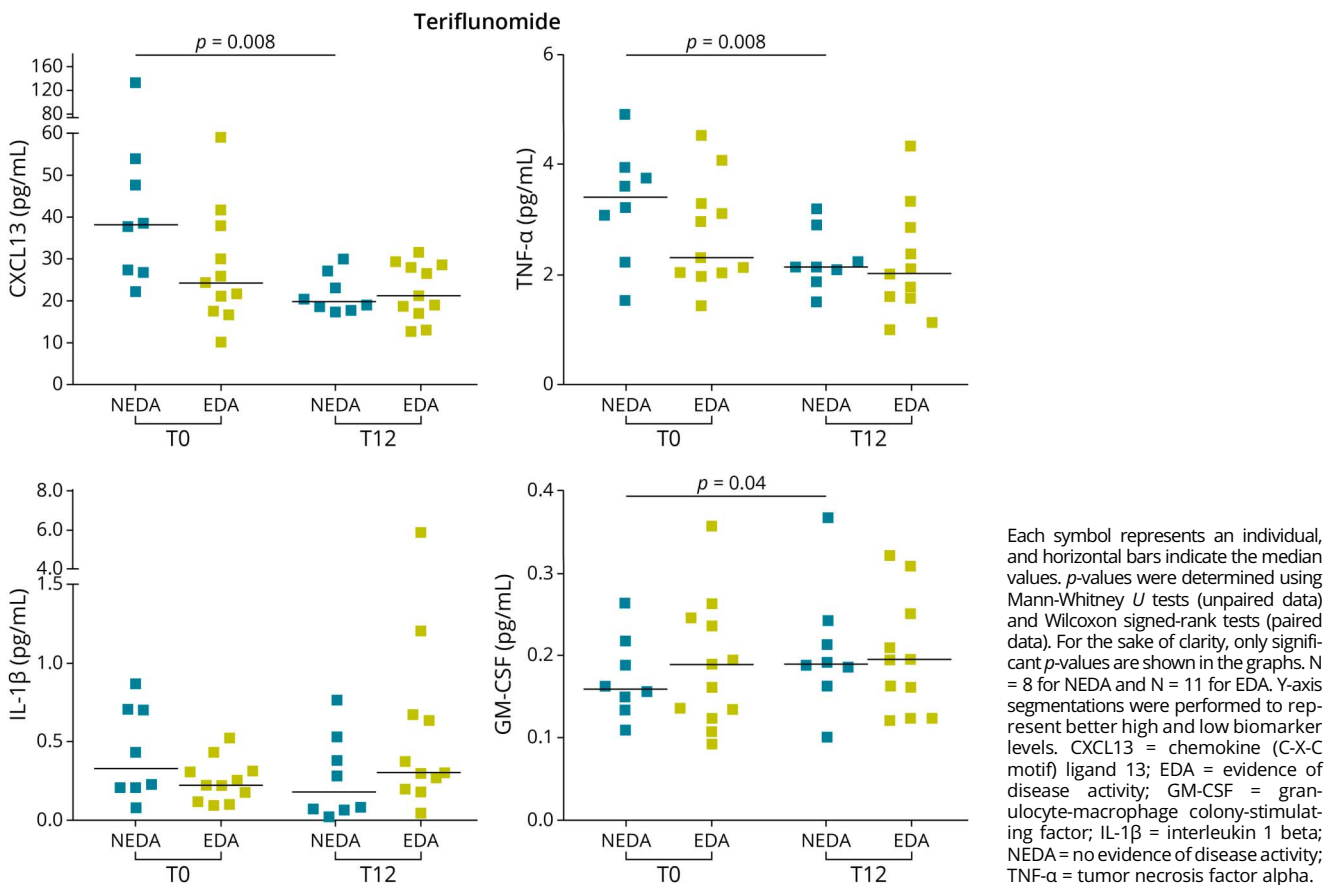 Teriflunomide
p = 0.008
CXCL13 (pg/mL)
160
120
80
60
50
40
30
20
10
0
NEDA EDA NEDA EDA
T0 T12
p = 0.008
TNF-α (pg/mL)
6
4
2
0
NEDA EDA NEDA EDA
T0 T12
IL-1β (pg/mL)
8.0
6.0
4.0
1.5
1.0
0.5
0.0
NEDA EDA NEDA EDA
T0 T12
p = 0.04
GM-CSF (pg/mL)
0.4
0.3
0.2
0.1
0.0
NEDA EDA NEDA EDA
T0 T12
Each symbol represents an individual,
and horizontal bars indicate the median
values. p-values were determined using
Mann-Whitney U tests (unpaired data)
and Wilcoxon signed-rank tests (paired
data). For the sake of clarity, only signifi-
cant p-values are shown in the graphs. N
= 8 for NEDA and N = 11 for EDA. Y-axis
segmentations were performed to rep-
resent better high and low biomarker
levels. CXCL13 = chemokine (C-X-C
motif) ligand 13; EDA = evidence of
disease activity; GM-CSF = gran-
ulocyte-macrophage colony-stimulat-
ing factor; IL-1β = interleukin 1 beta;
NEDA = no evidence of disease activity;
TNF-α = tumor necrosis factor alpha.